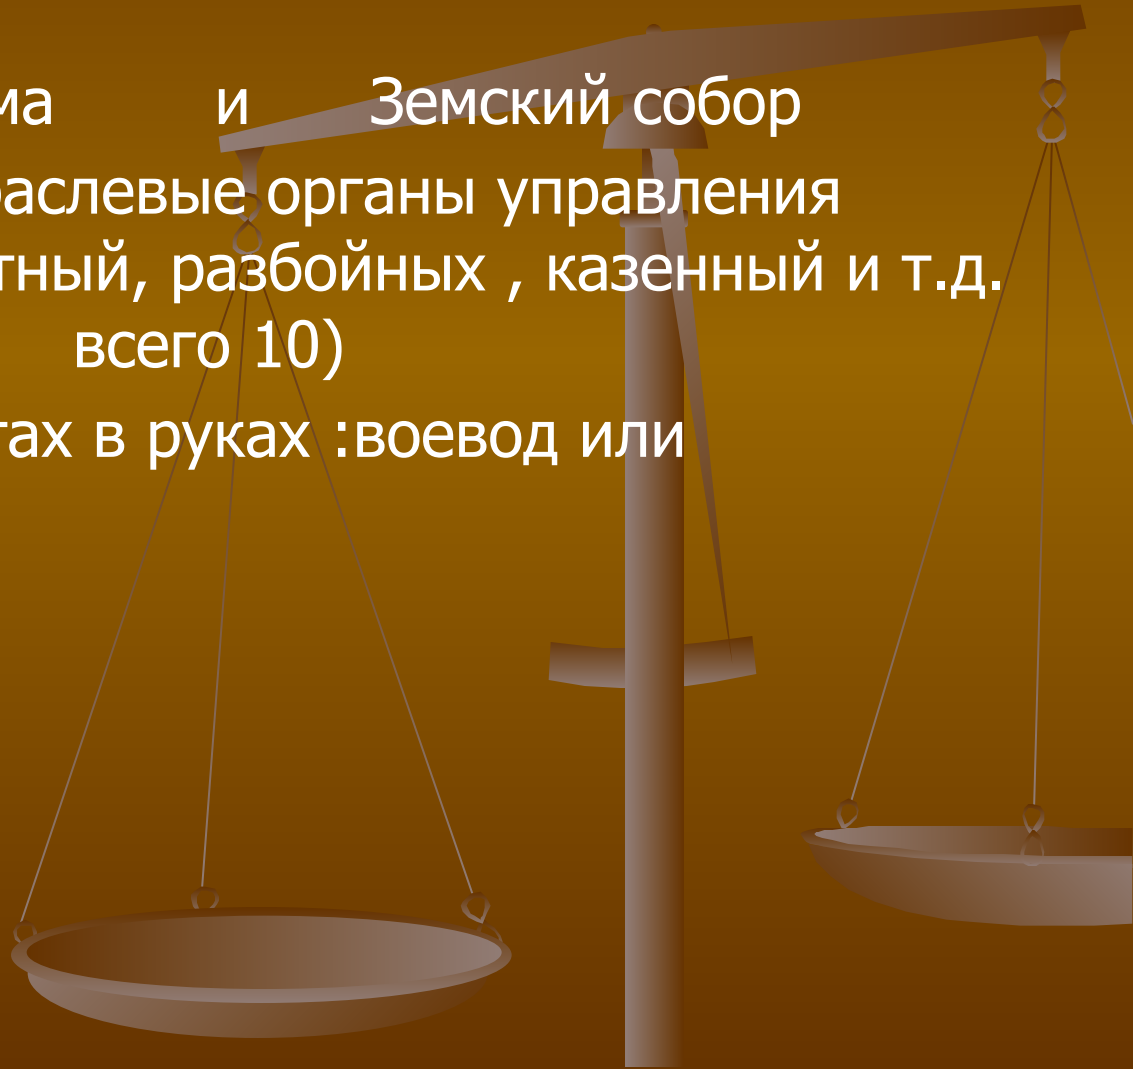 ма и Земский собор
раслевые органы управления
тный, разбойных , казенный и т.д.
всего 10)
тах в руках :воевод или